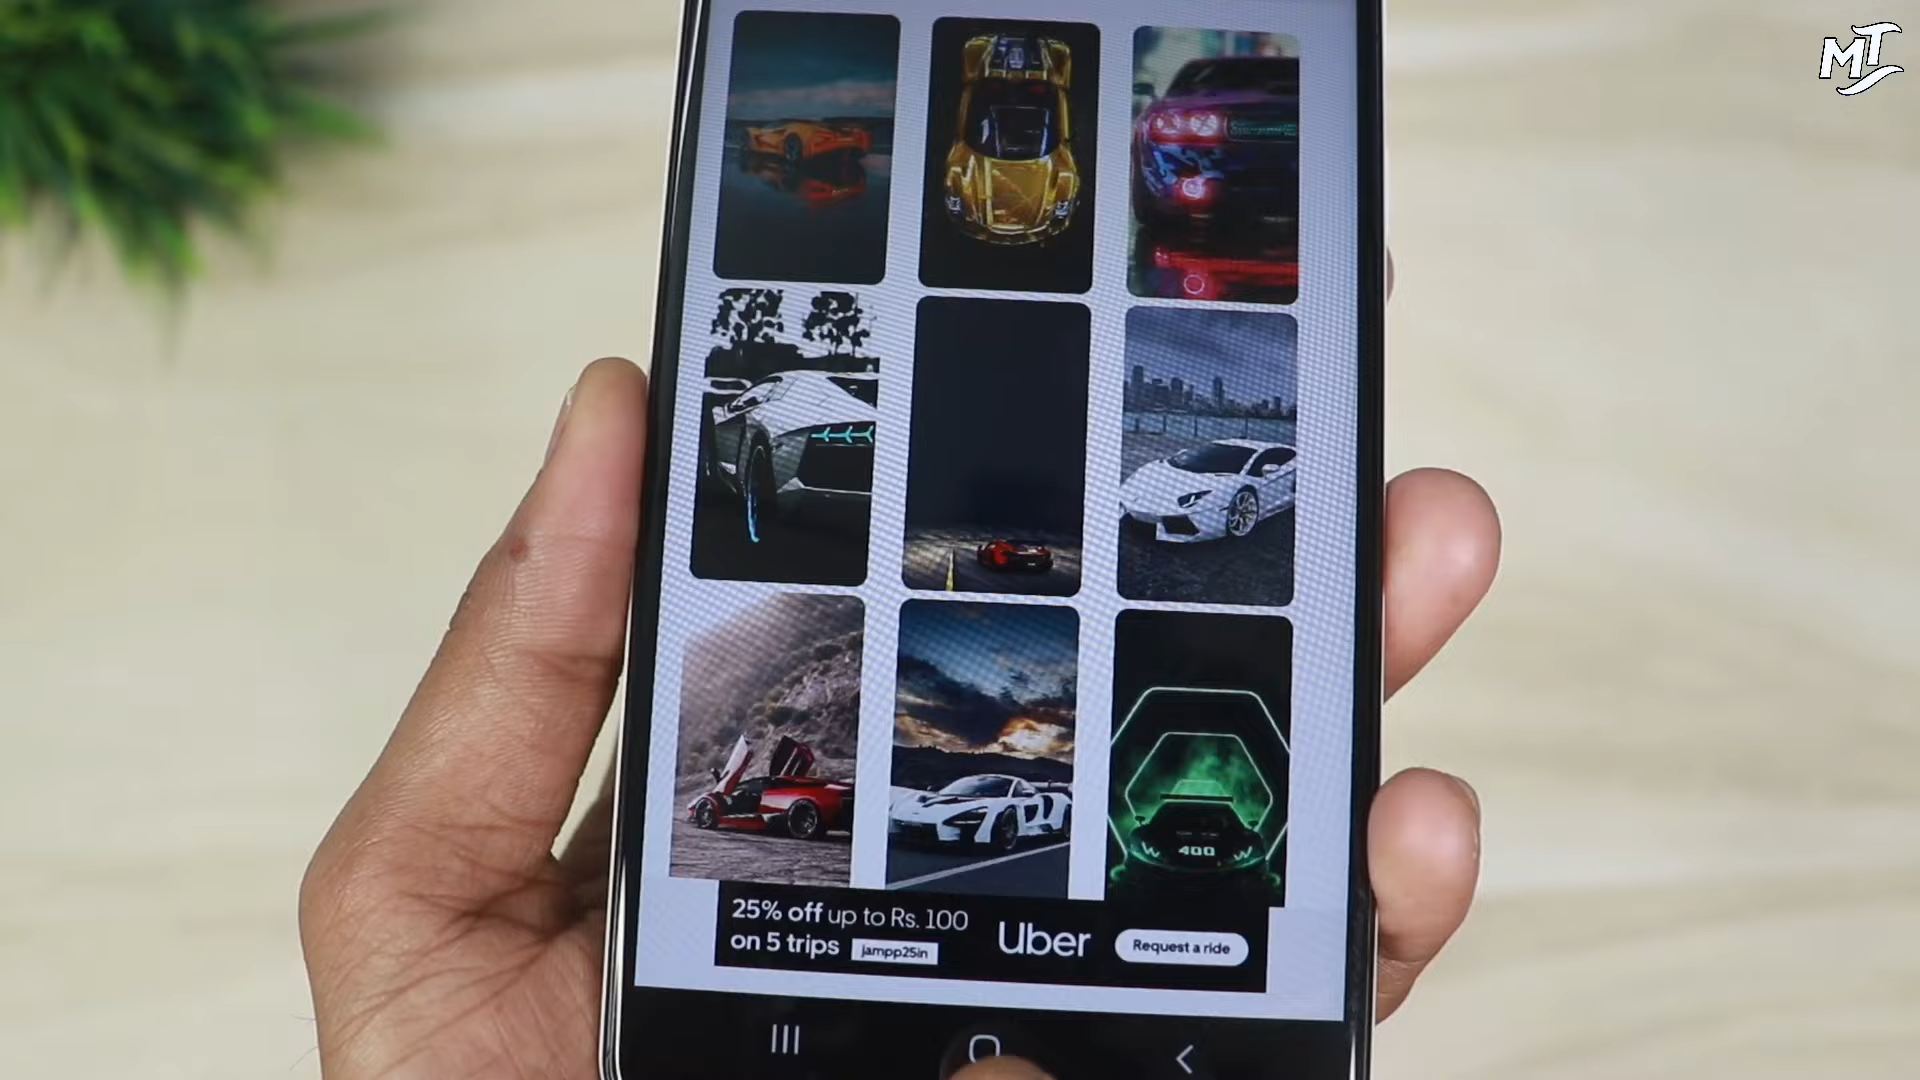 MT
400
25% off up to Rs. 100
on 5 trips jampp25in
Uber
Request a ride